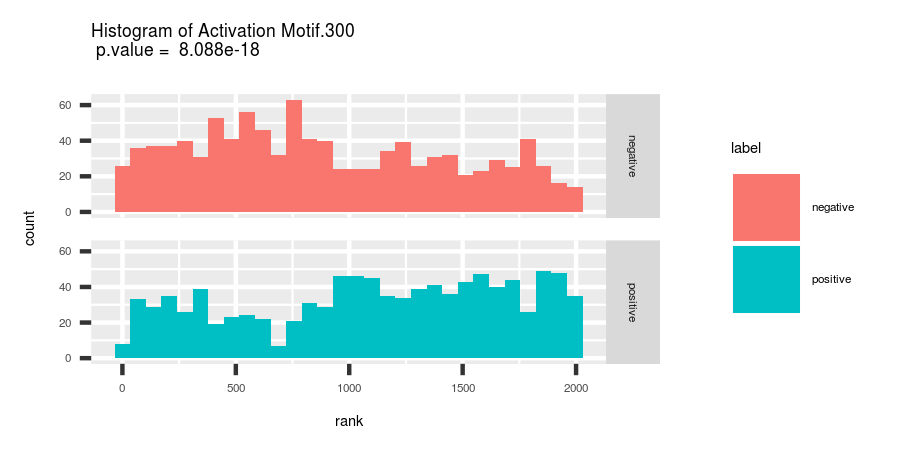 Histogram of Activation Motif.300
p.value = 8.088e-18
count
60
40
20
0
negative
60
40
20
0
positive
0 500 1000 1500 2000
rank
label
negative
positive